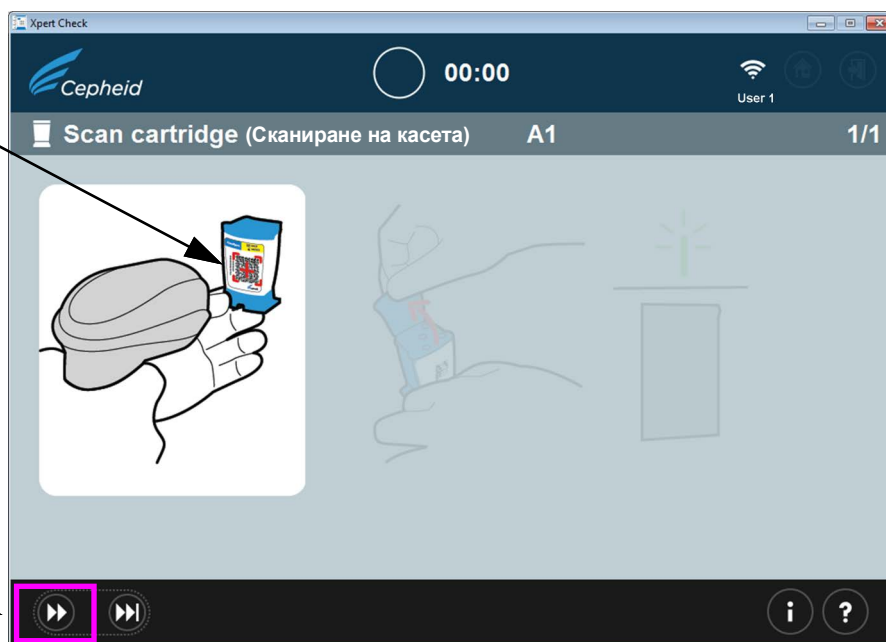 Xpert Check
Cepheid
00:00
User 1
Scan cartridge (Сканиране на касета) A1 1/1
i ?